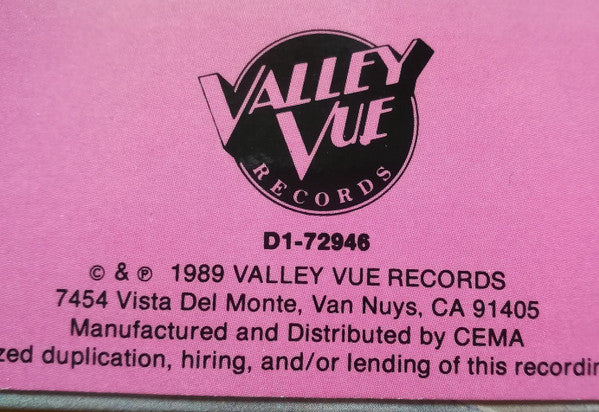 VALLEY
VUE
RECORDS
D1-72946
© & ℗ 1989 VALLEY VUE RECORDS
7454 Vista Del Monte, Van Nuys, CA 91405
Manufactured and Distributed by CEMA
zed duplication, hiring, and/or lending of this recordin